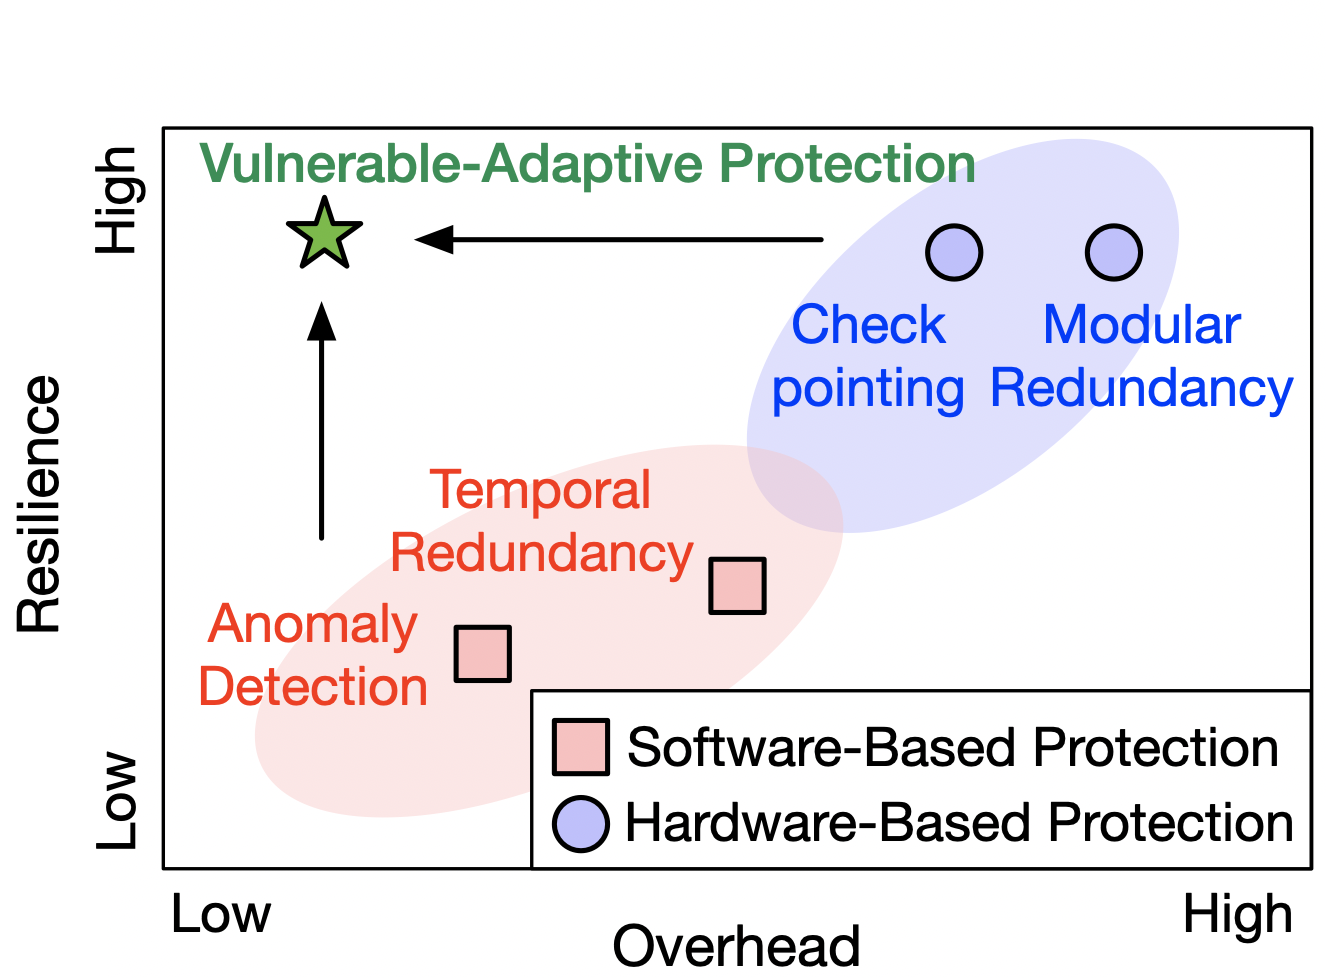 Vulnerable-Adaptive Protection
High
Check
pointing
Modular
Redundancy
Resilience
Temporal
Redundancy
Anomaly
Detection
Low
Software-Based Protection
Hardware-Based Protection
Low
High
Overhead